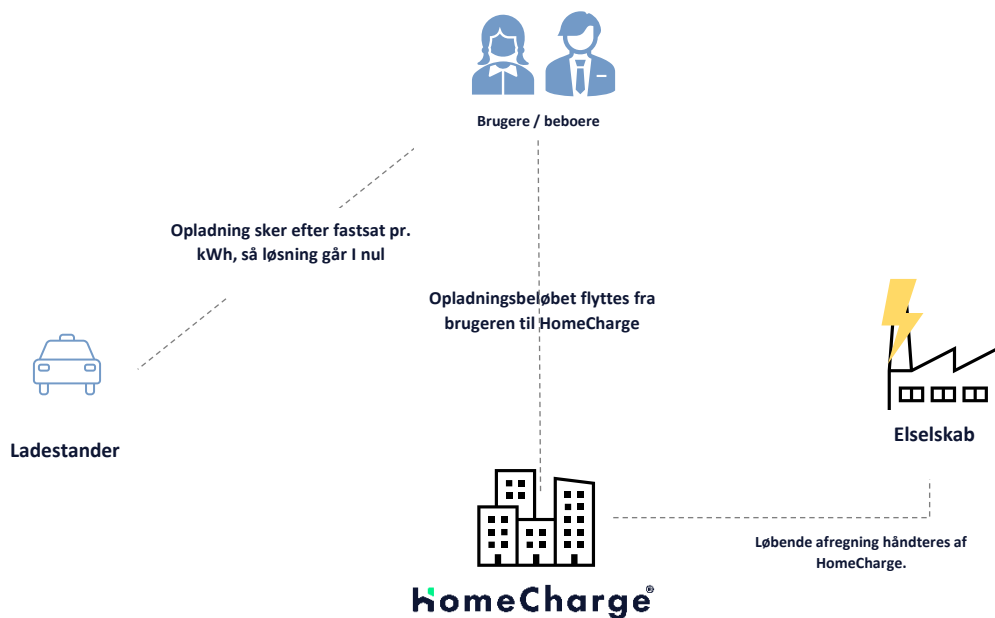 Brugere / beboere
Opladning sker efter fastsat pr.
kWh, så løsning går I nul
Opladningsbeløbet flyttes fra
brugeren til HomeCharge
Ladestander
Elselskab
Løbende afregning håndteres af
HomeCharge.
HomeCharge®